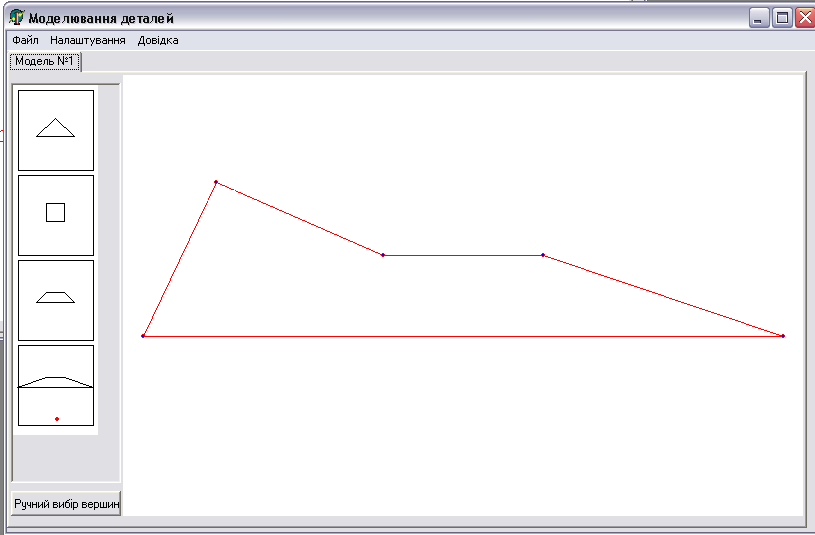 Моделювання деталей
Файл Налаштування Довідка
Модель №1
Ручний вибір вершин